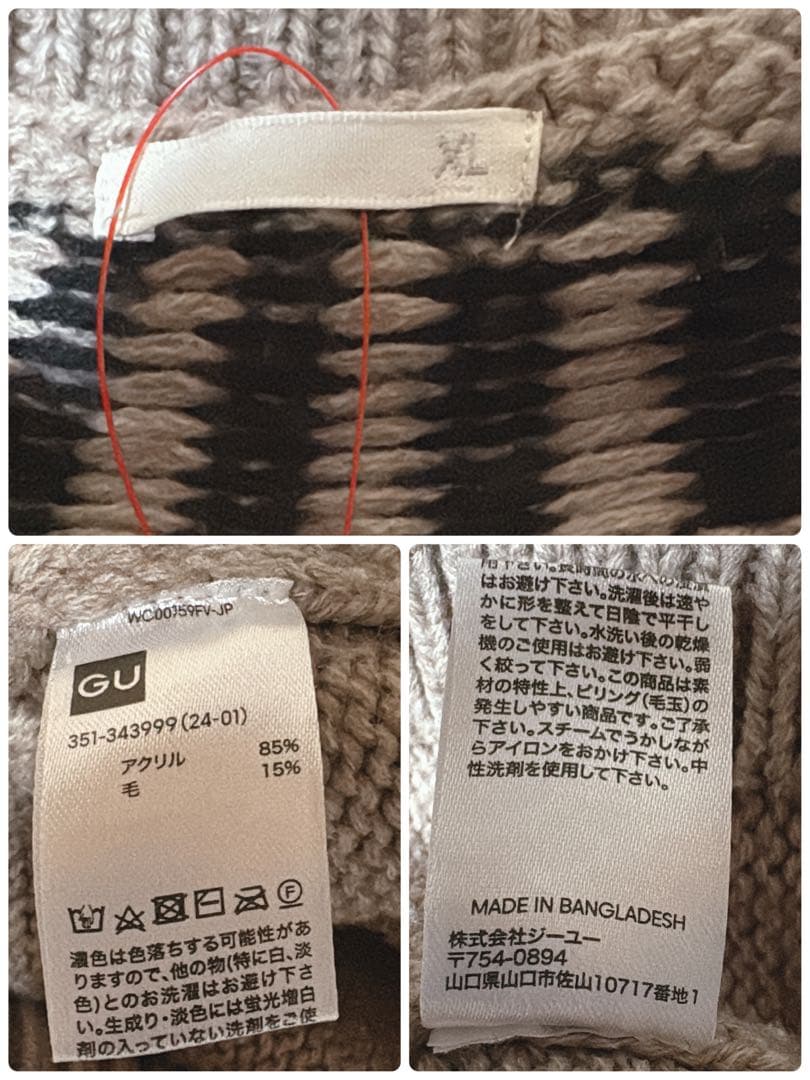 XL
WC00359FV-JP
GU
351-343999(24-01)
アクリル 85%
毛 15%
F
濃色は色落ちする可能性があ
りますので、他の物(特に白、淡
色)とのお洗濯はお避け下さ
い。生成り・淡色には蛍光増白
剤の入っていない洗剤をご使
用下さい。長時間の水への浸漬
はお避け下さい。洗濯後は速や
かに形を整えて日陰で平干し
をして下さい。水洗い後の乾燥
機のご使用はお避け下さい。弱
く絞って下さい。この商品は素
材の特性上、ピリング(毛玉)の
発生しやすい商品です。ご了承
下さい。スチームでうかしなが
らアイロンをおかけ下さい。中
性洗剤を使用して下さい。
MADE IN BANGLADESH
株式会社ジーユー
〒754-0894
山口県山口市佐山10717番地1